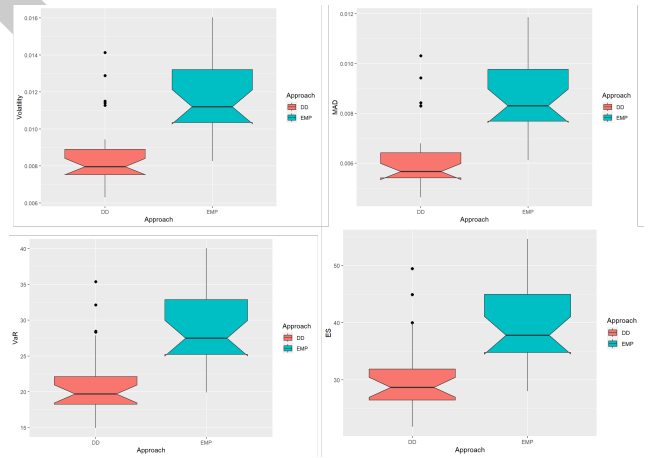 0.016
0.014
0.012
0.010
0.008
0.006
Volatility
DD
EMP
Approach
Approach
DD
EMP
0.012
0.010
0.008
0.006
MAD
DD
EMP
Approach
Approach
DD
EMP
40
35
30
25
20
15
VaR
DD
EMP
Approach
Approach
DD
EMP
50
40
30
ES
DD
EMP
Approach
Approach
DD
EMP